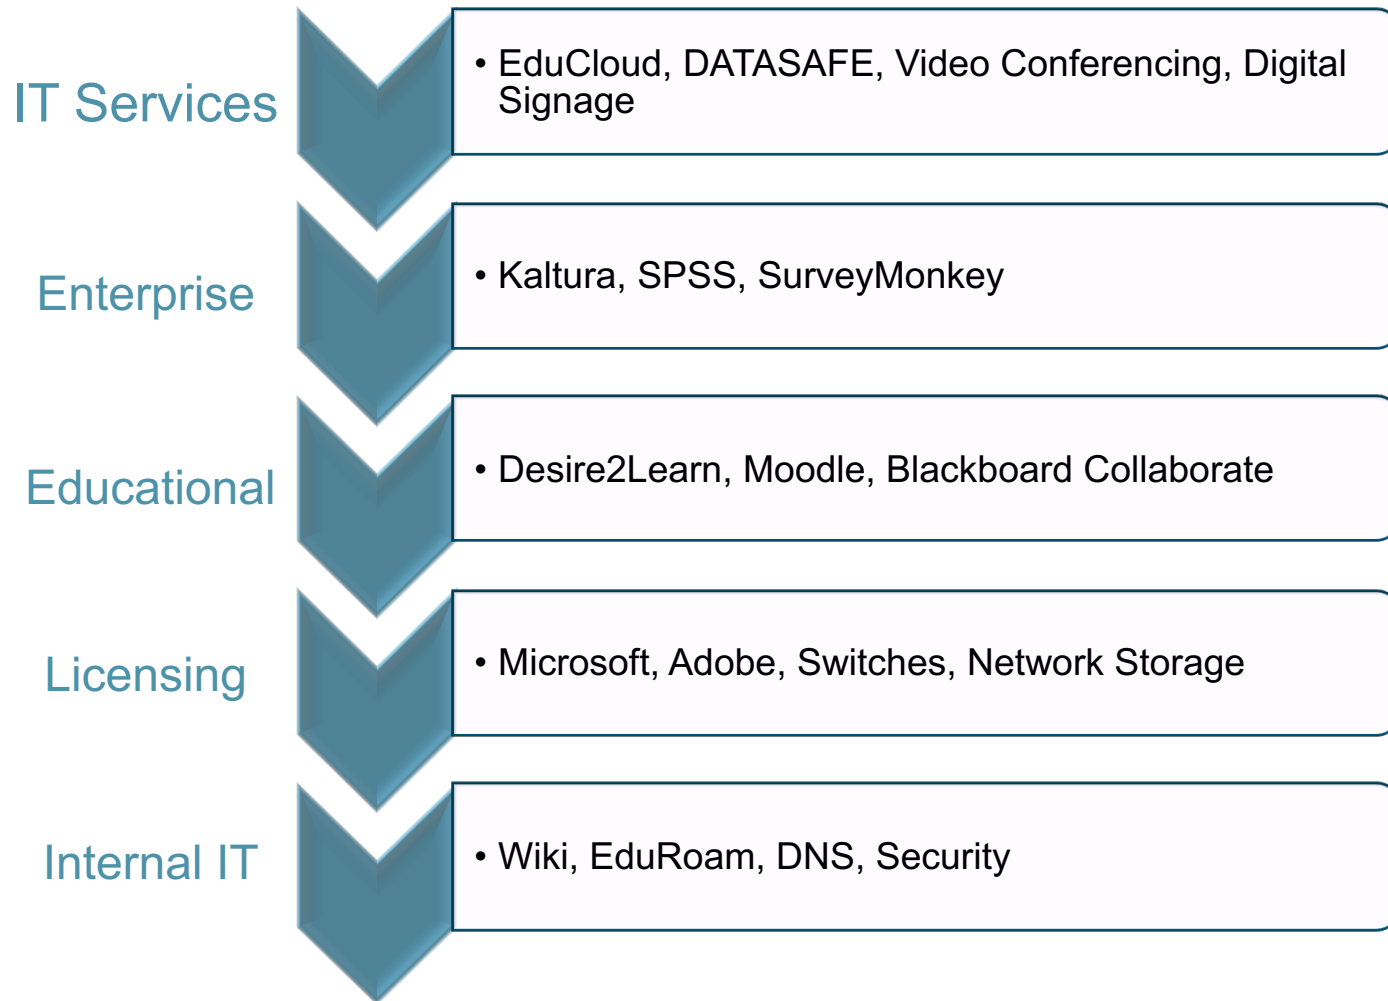 IT Services
• EduCloud, DATASAFE, Video Conferencing, Digital
Signage
Enterprise
• Kaltura, SPSS, SurveyMonkey
Educational
• Desire2Learn, Moodle, Blackboard Collaborate
Licensing
• Microsoft, Adobe, Switches, Network Storage
Internal IT
• Wiki, EduRoam, DNS, Security